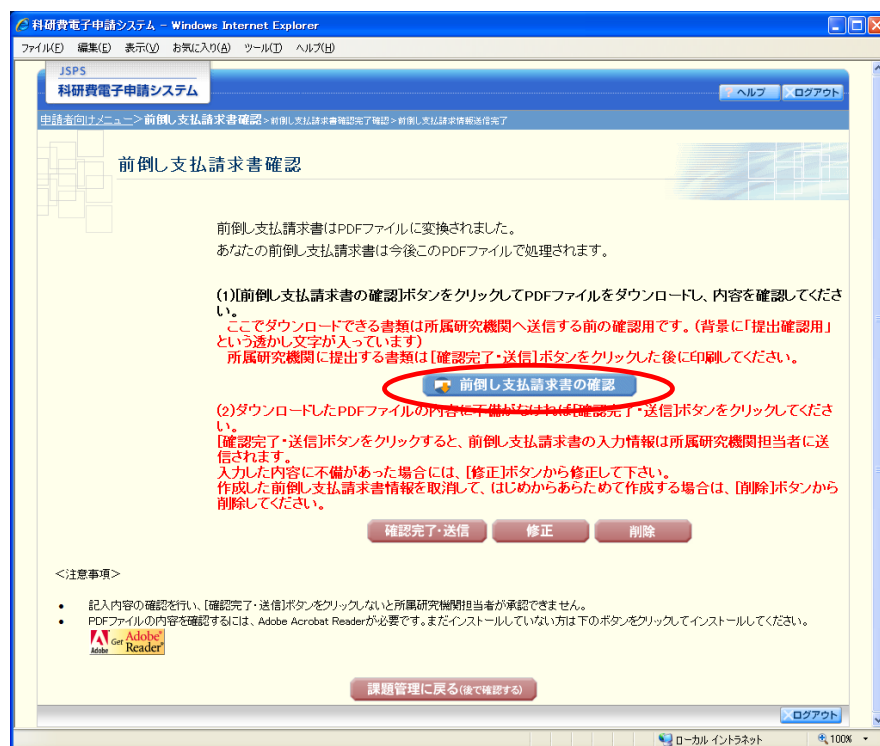 科研費電子申請システム - Windows Internet Explorer
ファイル(F) 編集(E) 表示(V) お気に入り(A) ツール(T) ヘルプ(H)
JSPS
科研費電子申請システム
? ヘルプ ログアウト
申請者向けメニュー>前倒し支払請求書確認>前倒し支払請求書確認完了確認>前倒し支払請求情報送信完了
前倒し支払請求書確認
前倒し支払請求書はPDFファイルに変換されました。
あなたの前倒し支払請求書は今後このPDFファイルで処理されます。
(1)[前倒し支払請求書の確認]ボタンをクリックしてPDFファイルをダウンロードし、内容を確認してくださ
い。
ここでダウンロードできる書類は所属研究機関へ送信する前の確認用です。(背景に「提出確認用」
という透かし文字が入っています)
所属研究機関に提出する書類は[確認完了・送信]ボタンをクリックした後に印刷してください。
前倒し支払請求書の確認
(2)ダウンロードしたPDFファイルの内容に不備がなければ[確認完了・送信]ボタンをクリックしてくださ
い。
[確認完了・送信]ボタンをクリックすると、前倒し支払請求書の入力情報は所属研究機関担当者に送
信されます。
入力した内容に不備があった場合には、[修正]ボタンから修正して下さい。
作成した前倒し支払請求書情報を取消して、はじめからあらためて作成する場合は、[削除]ボタンから
削除してください。
確認完了・送信 修正 削除
<注意事項>
• 記入内容の確認を行い、[確認完了・送信]ボタンをクリックしないと所属研究機関担当者が承認できません。
• PDFファイルの内容を確認するには、Adobe Acrobat Readerが必要です。まだインストールしていない方は下のボタンをクリックしてインストールしてください。
Adobe Get Adobe Reader
課題管理に戻る(後で確認する)
ログアウト
ローカル イントラネット 100%